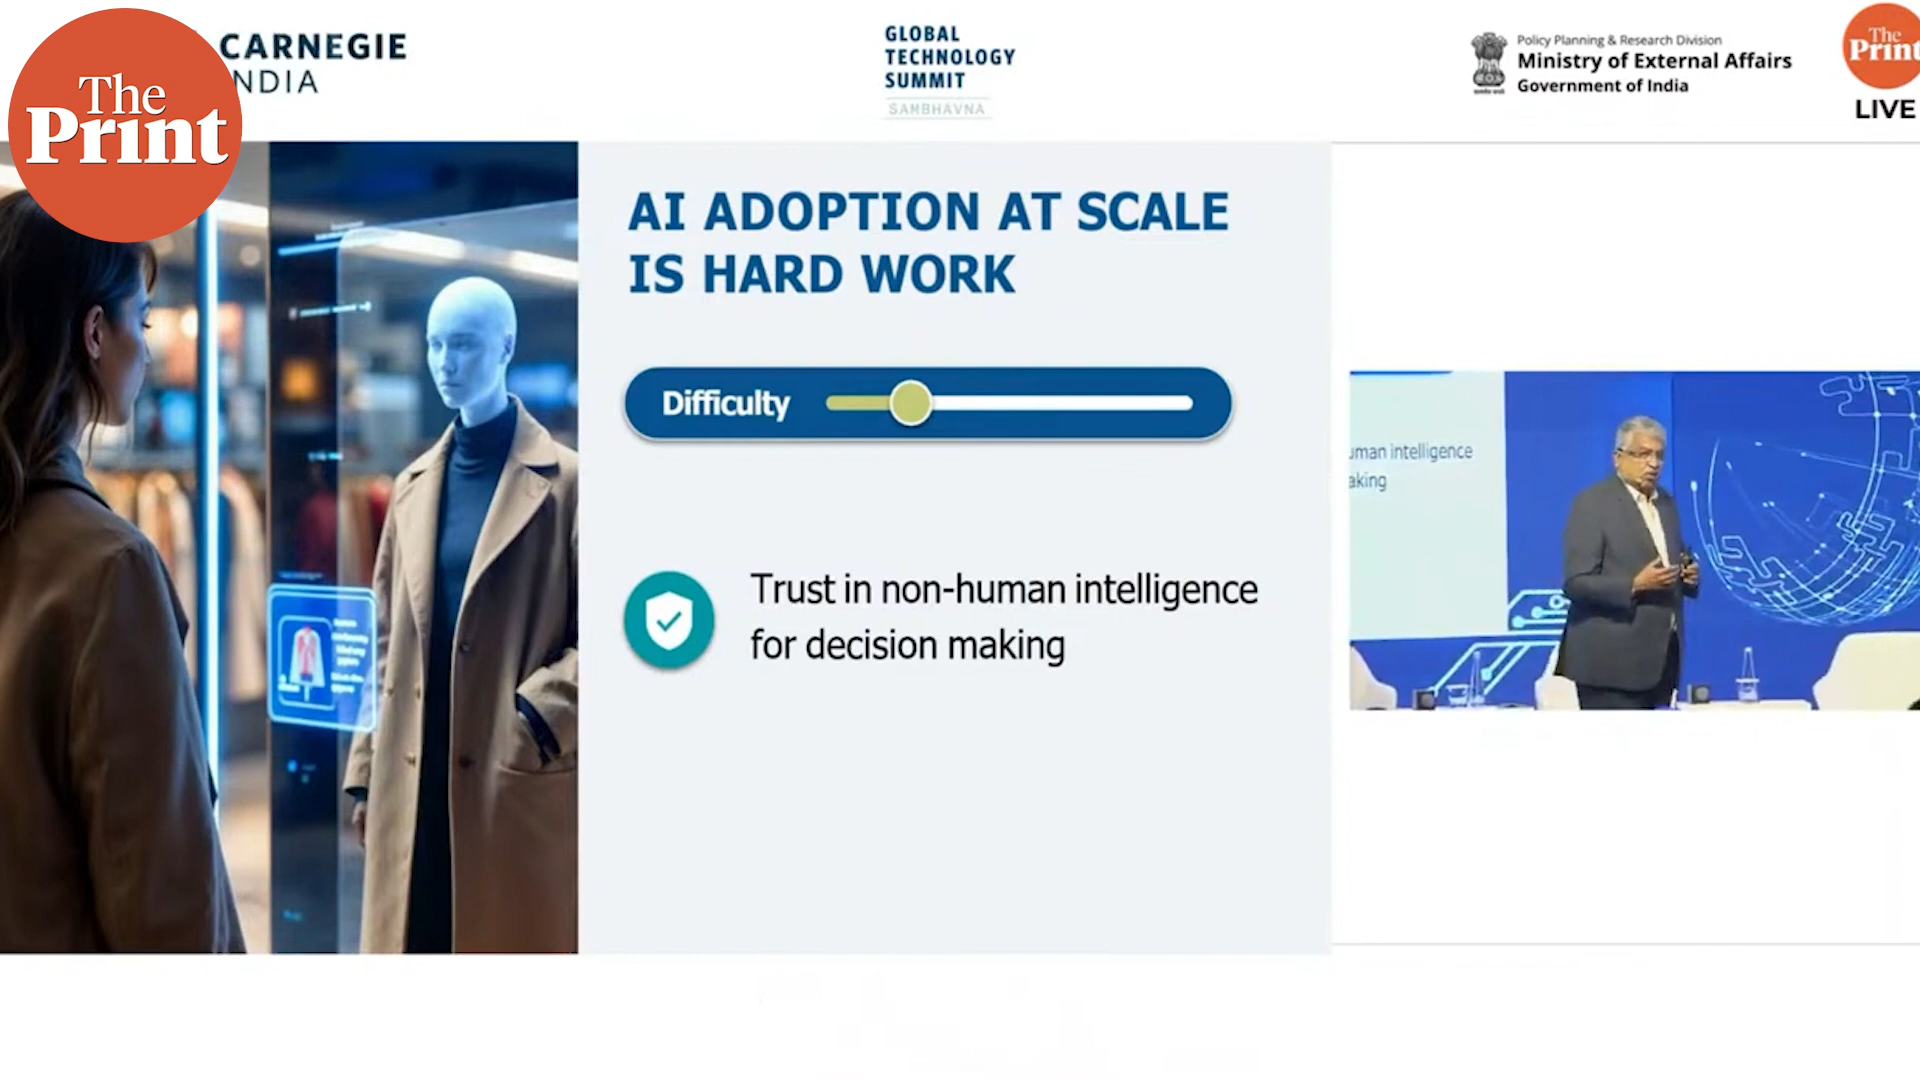 The
Print
CARNEGIE
INDIA
GLOBAL
TECHNOLOGY
SUMMIT
SAMBHAVNA
Policy Planning & Research Division
Ministry of External Affairs
Government of India
The
Print
LIVE
AI ADOPTION AT SCALE
IS HARD WORK
Difficulty
Trust in non-human intelligence
for decision making
uman intelligence
aking